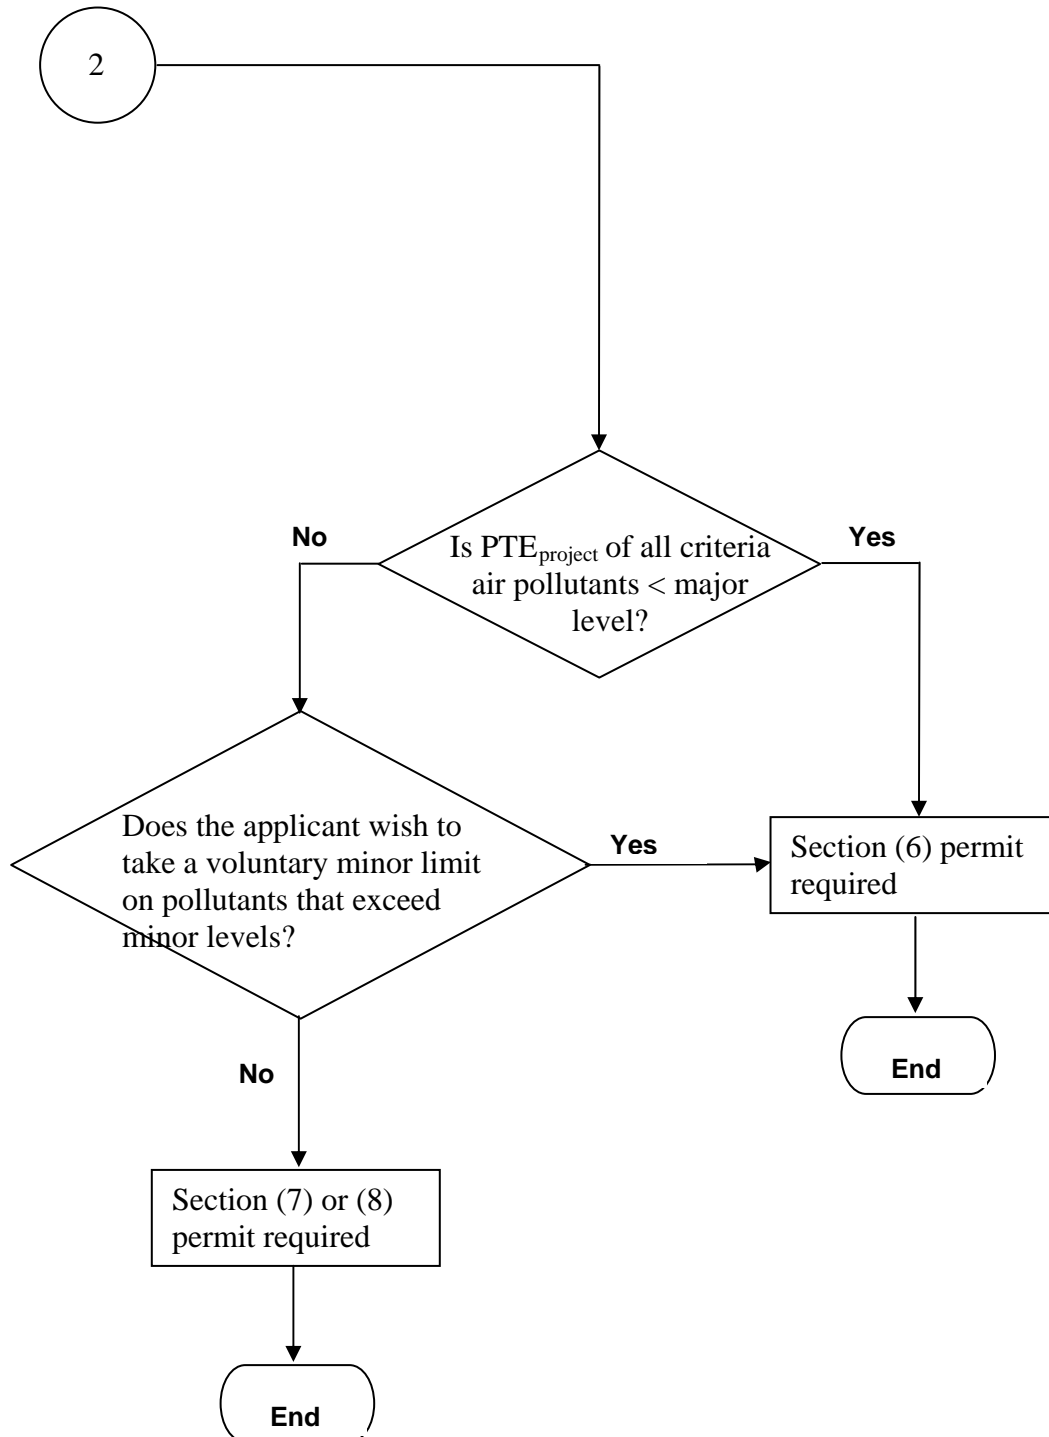 2
No
Yes
Is PTEproject of all criteria
air pollutants < major
level?
Does the applicant wish to
take a voluntary minor limit
on pollutants that exceed
minor levels?
Yes
Section (6) permit
required
End
No
Section (7) or (8)
permit required
End